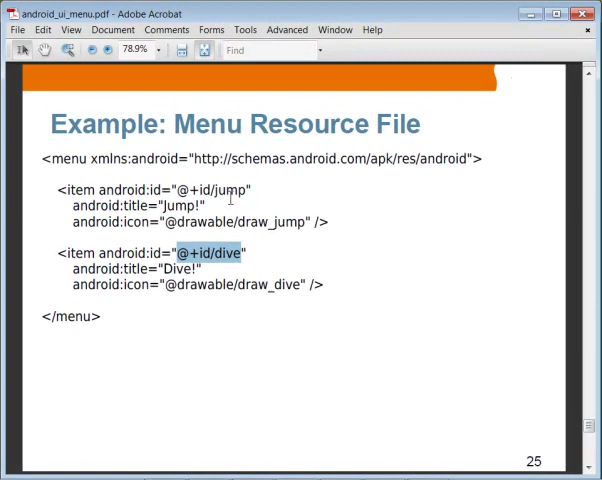 android_ui_menu.pdf - Adobe Acrobat
File Edit View Document Comments Forms Tools Advanced Window Help
78.9% Find
Example: Menu Resource File
<menu xmlns:android="http://schemas.android.com/apk/res/android">
<item android:id="@+id/jump"
android:title="Jump!"
android:icon="@drawable/draw_jump" />
<item android:id="@+id/dive"
android:title="Dive!"
android:icon="@drawable/draw_dive" />
</menu>
25